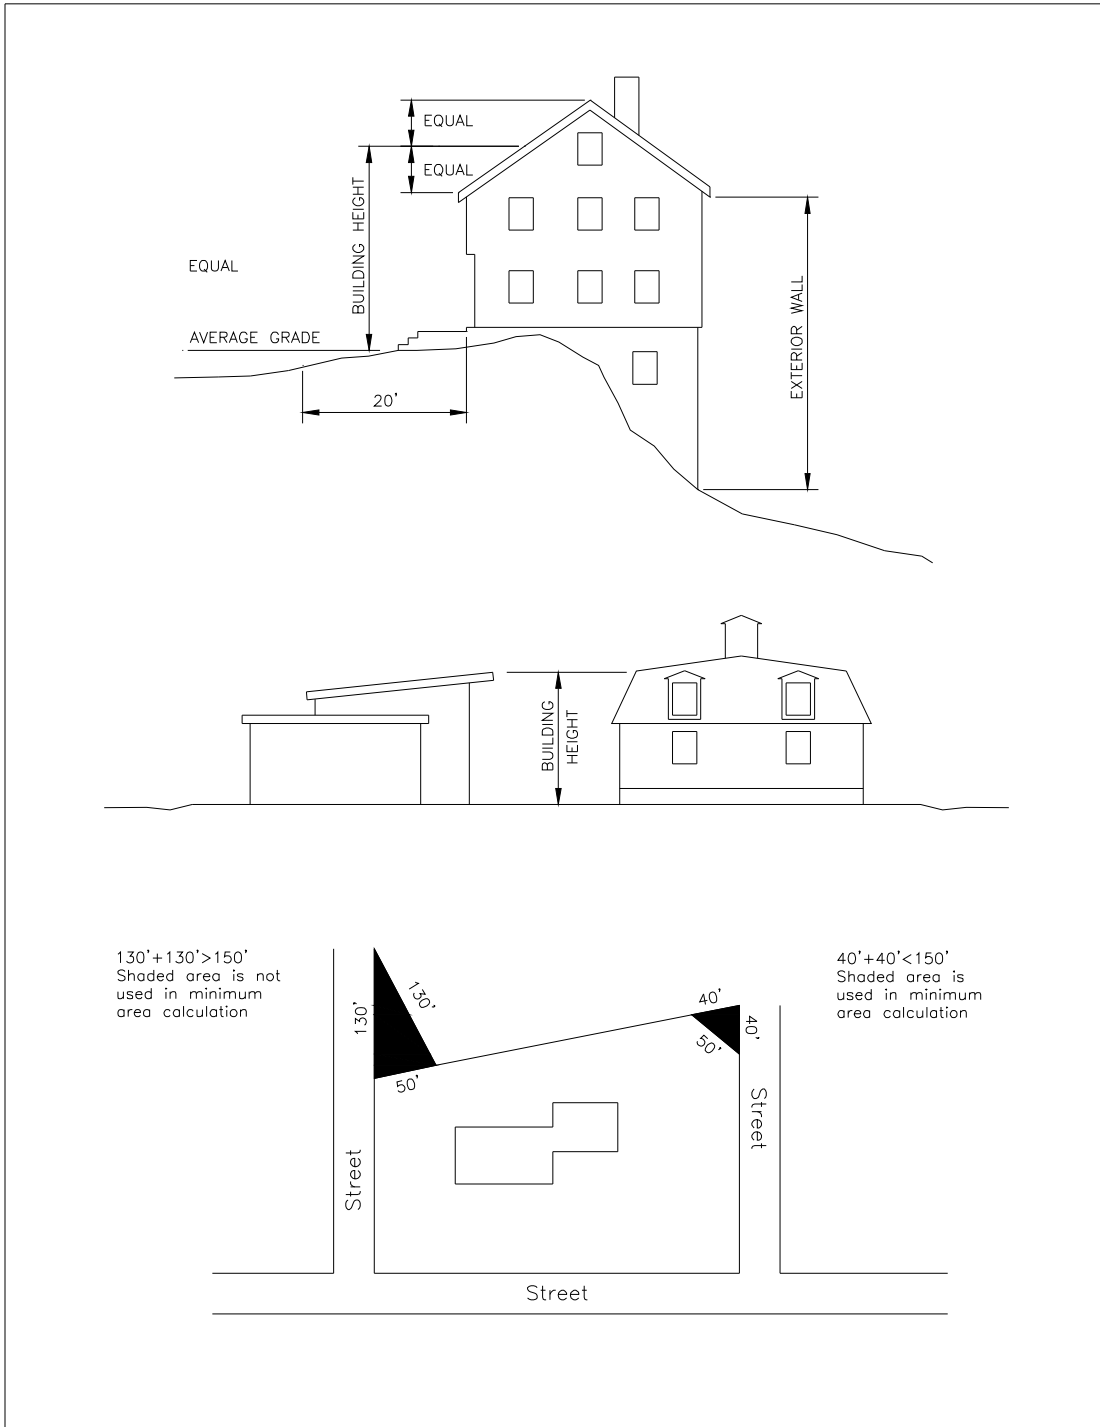 EQUAL
EQUAL
BUILDING HEIGHT
EQUAL
AVERAGE GRADE
20'
EXTERIOR WALL
BUILDING
HEIGHT
130'+130'>150'
Shaded area is not
used in minimum
area calculation
130'
130'
50'
40'+40'<150'
Shaded area is
used in minimum
area calculation
40'
40'
50'
Street
Street
Street